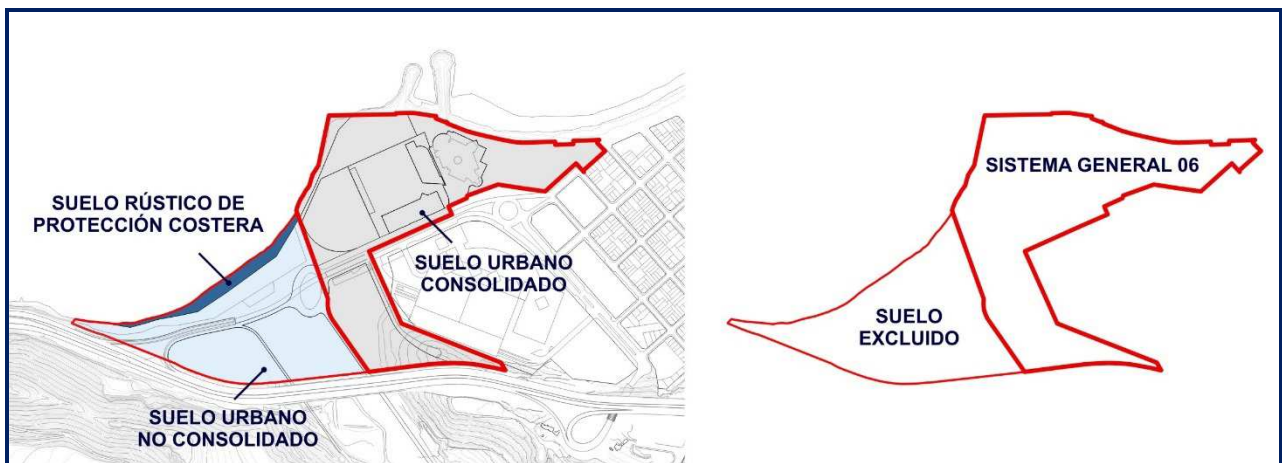 SUELO RÚSTICO DE
PROTECCIÓN COSTERA
SUELO URBANO
CONSOLIDADO
SUELO URBANO
NO CONSOLIDADO
SISTEMA GENERAL 06
SUELO
EXCLUIDO